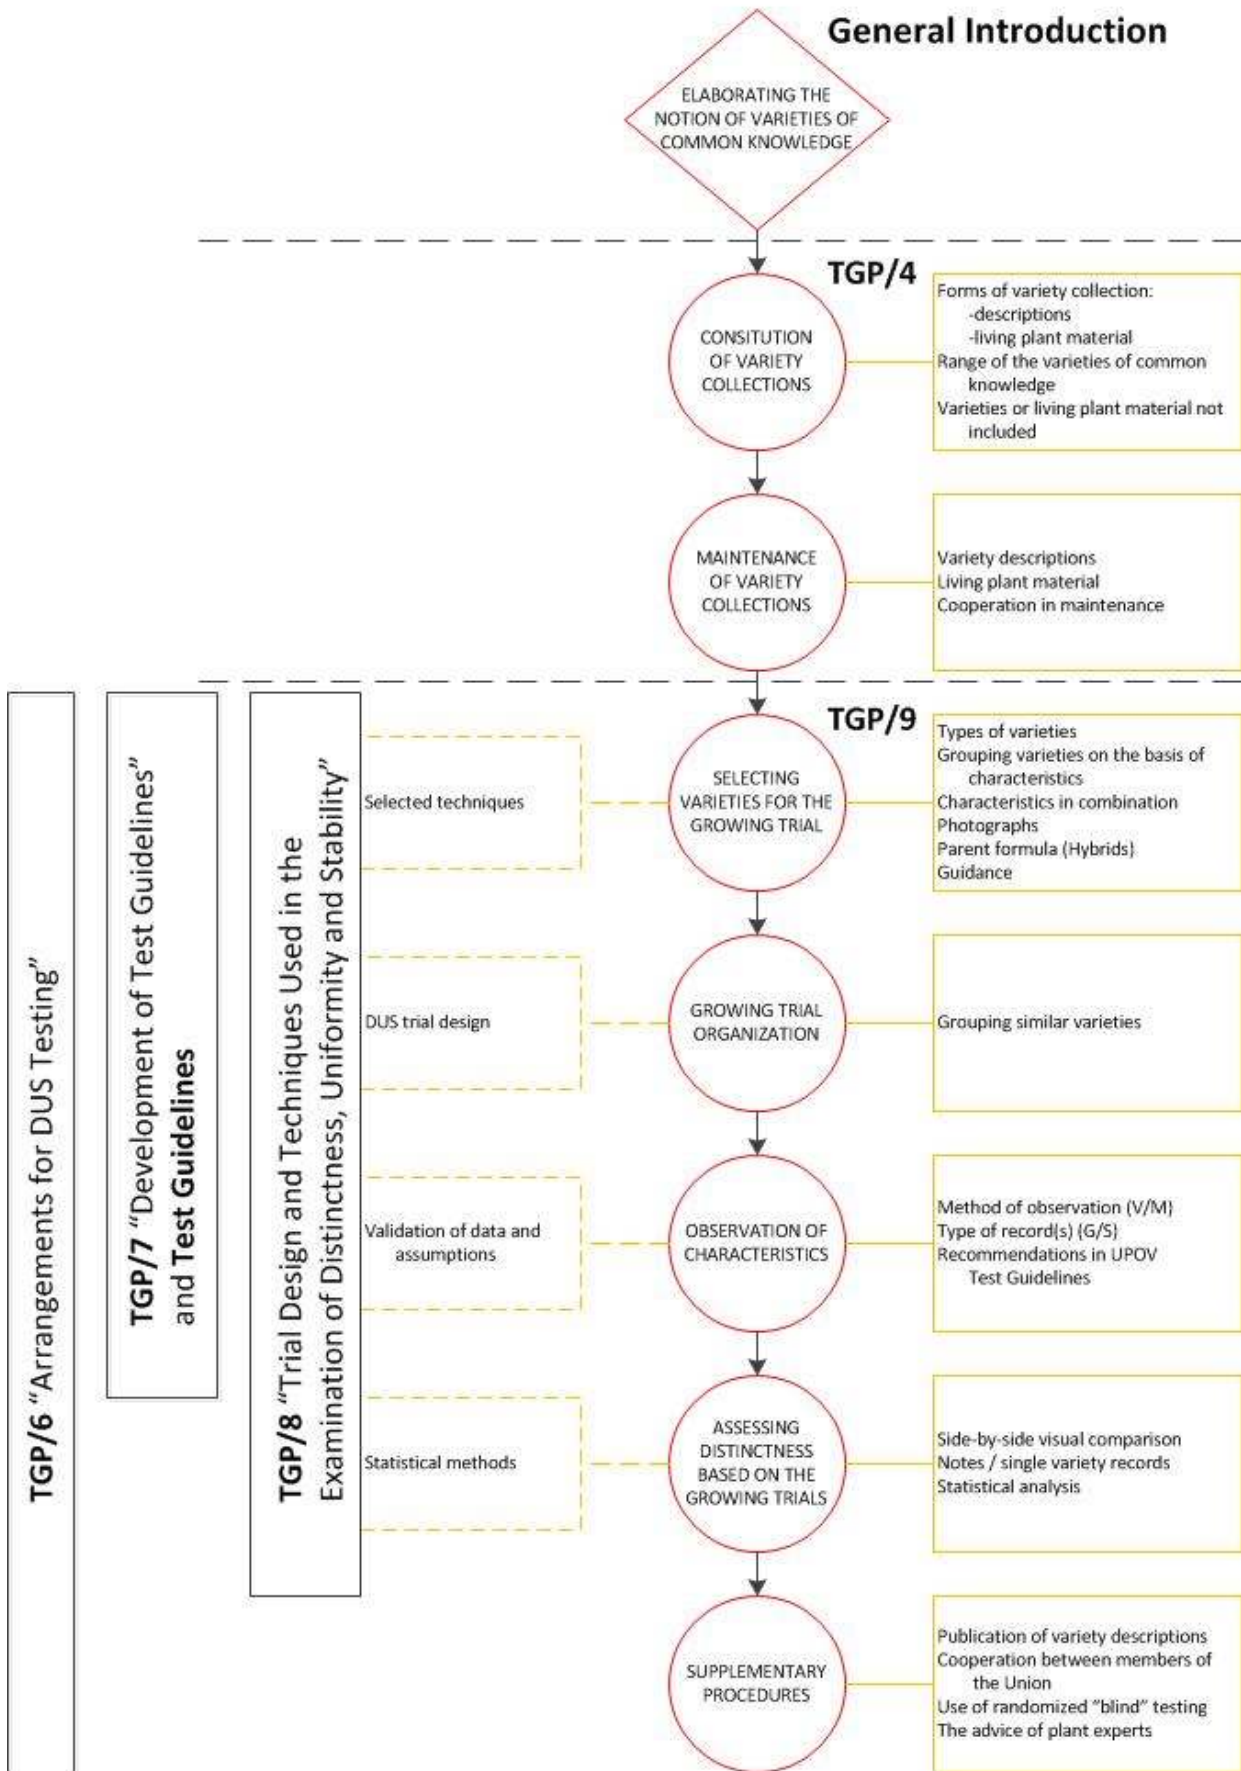 General Introduction
ELABORATING THE
NOTION OF VARIETIES OF
COMMON KNOWLEDGE
TGP/4
CONSITUTION
OF VARIETY
COLLECTIONS
Forms of variety collection:
-descriptions
-living plant material
Range of the varieties of common
knowledge
Varieties or living plant material not
included
MAINTENANCE
OF VARIETY
COLLECTIONS
Variety descriptions
Living plant material
Cooperation in maintenance
TGP/6 “Arrangements for DUS Testing”
TGP/7 “Development of Test Guidelines”
and Test Guidelines
TGP/8 “Trial Design and Techniques Used in the
Examination of Distinctness, Uniformity and Stability”
TGP/9
Selected techniques
SELECTING
VARIETIES FOR THE
GROWING TRIAL
Types of varieties
Grouping varieties on the basis of
characteristics
Characteristics in combination
Photographs
Parent formula (Hybrids)
Guidance
DUS trial design
GROWING TRIAL
ORGANIZATION
Grouping similar varieties
Validation of data and
assumptions
OBSERVATION OF
CHARACTERISTICS
Method of observation (V/M)
Type of record(s) (G/S)
Recommendations in UPOV
Test Guidelines
Statistical methods
ASSESSING
DISTINCTNESS
BASED ON THE
GROWING TRIALS
Side-by-side visual comparison
Notes / single variety records
Statistical analysis
SUPPLEMENTARY
PROCEDURES
Publication of variety descriptions
Cooperation between members of
the Union
Use of randomized “blind” testing
The advice of plant experts